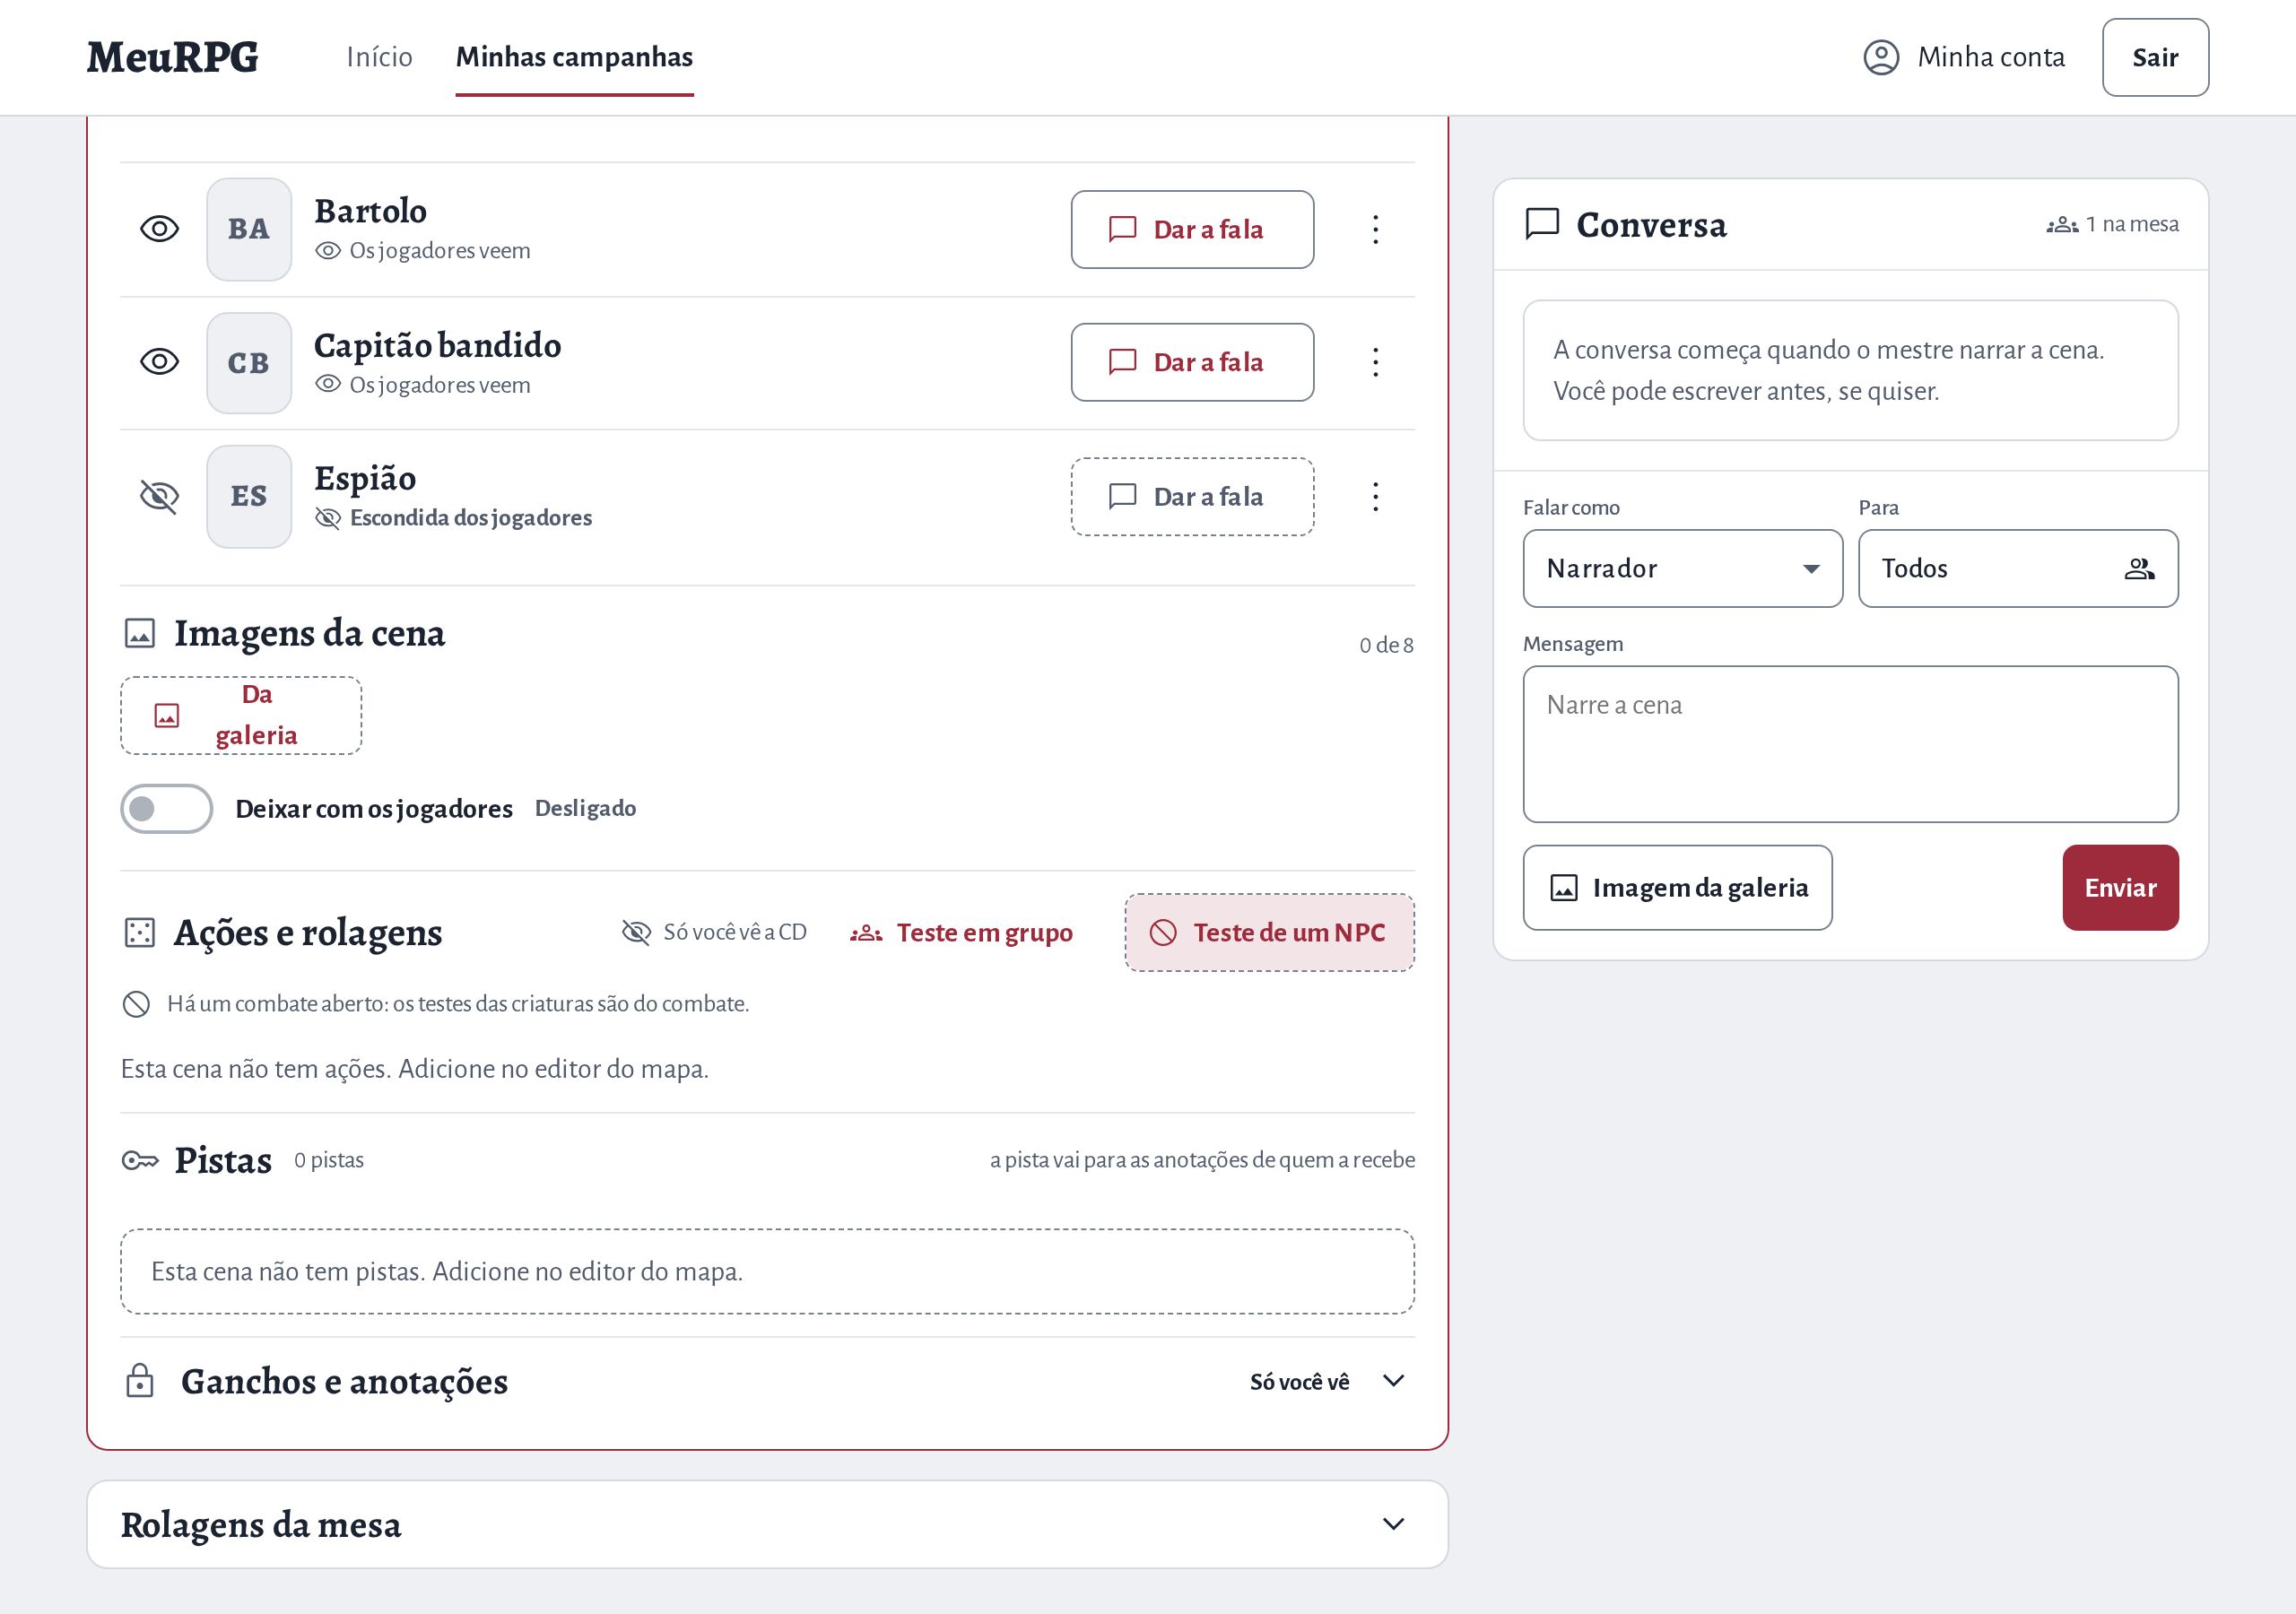 MeuRPG
Início
Minhas campanhas
Minha conta
Sair
BA
Bartolo
Os jogadores veem
Dar a fala
CB
Capitão bandido
Os jogadores veem
Dar a fala
ES
Espião
Escondida dos jogadores
Dar a fala
Imagens da cena
0 de 8
Da
galeria
Deixar com os jogadores
Desligado
Ações e rolagens
Só você vê a CD
Teste em grupo
Teste de um NPC
Há um combate aberto: os testes das criaturas são do combate.
Esta cena não tem ações. Adicione no editor do mapa.
Pistas
0 pistas
a pista vai para as anotações de quem a recebe
Esta cena não tem pistas. Adicione no editor do mapa.
Ganchos e anotações
Só você vê
Rolagens da mesa
Conversa
1 na mesa
A conversa começa quando o mestre narrar a cena.
Você pode escrever antes, se quiser.
Falar como
Para
Narrador
Todos
Mensagem
Narre a cena
Imagem da galeria
Enviar